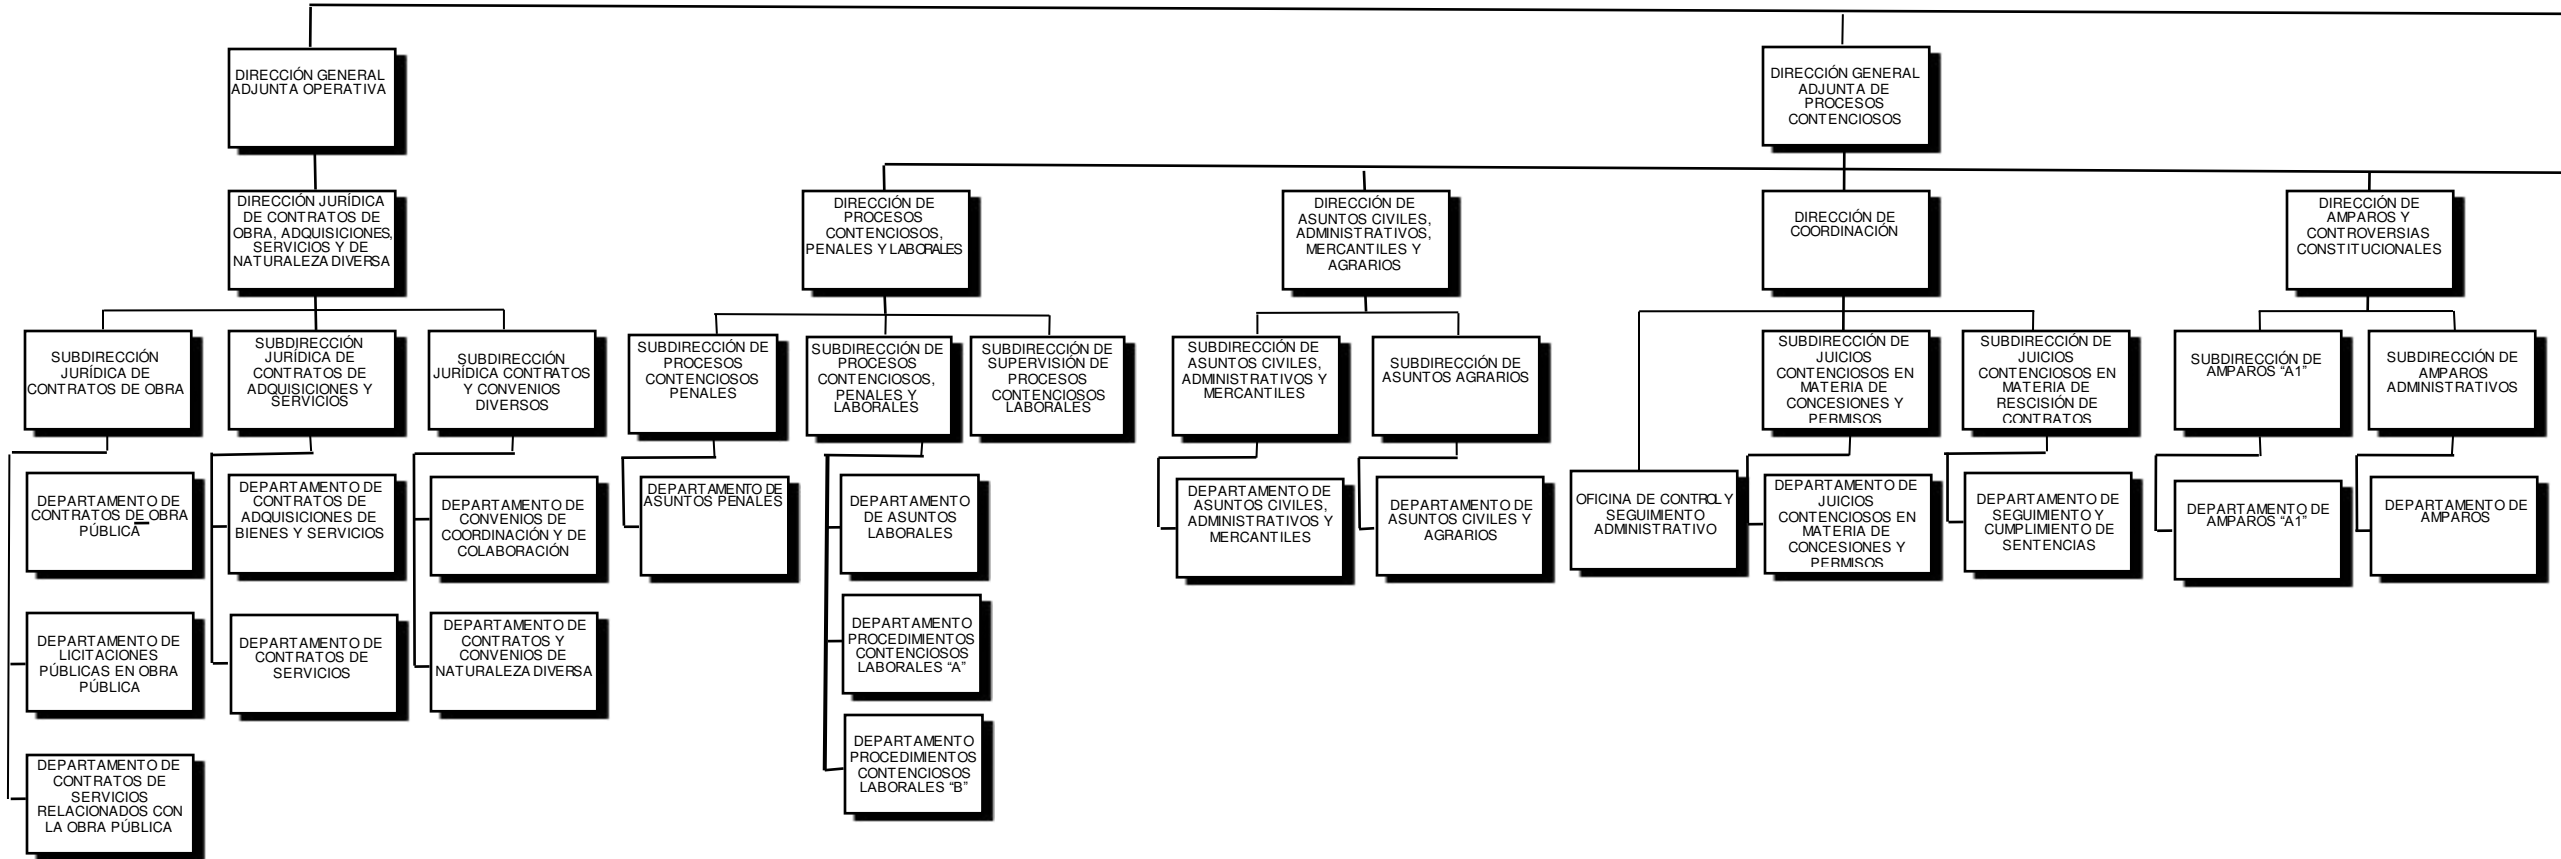 DIRECCIÓN GENERAL
ADJUNTA OPERATIVA
DIRECCIÓN GENERAL
ADJUNTA DE
PROCESOS
CONTENCIOSOS
DIRECCIÓN JURÍDICA
DE CONTRATOS DE
OBRA, ADQUISICIONES,
SERVICIOS Y DE
NATURALEZA DIVERSA
DIRECCIÓN DE
PROCESOS
CONTENCIOSOS,
PENALES Y LABORALES
DIRECCIÓN DE
ASUNTOS CIVILES,
ADMINISTRATIVOS,
MERCANTILES Y
AGRARIOS
DIRECCIÓN DE
COORDINACIÓN
DIRECCIÓN DE
AMPAROS Y
CONTROVERSIAS
CONSTITUCIONALES
SUBDIRECCIÓN
JURÍDICA DE
CONTRATOS DE OBRA
SUBDIRECCIÓN
JURÍDICA DE
CONTRATOS DE
ADQUISICIONES Y
SERVICIOS
SUBDIRECCIÓN
JURÍDICA CONTRATOS
Y CONVENIOS
DIVERSOS
SUBDIRECCIÓN DE
PROCESOS
CONTENCIOSOS
PENALES
SUBDIRECCIÓN DE
PROCESOS
CONTENCIOSOS,
PENALES Y
LABORALES
SUBDIRECCIÓN DE
SUPERVISIÓN DE
PROCESOS
CONTENCIOSOS
LABORALES
SUBDIRECCIÓN DE
ASUNTOS CIVILES,
ADMINISTRATIVOS Y
MERCANTILES
SUBDIRECCIÓN DE
ASUNTOS AGRARIOS
SUBDIRECCIÓN DE
JUICIOS
CONTENCIOSOS EN
MATERIA DE
CONCESIONES Y
PERMISOS
SUBDIRECCIÓN DE
JUICIOS
CONTENCIOSOS EN
MATERIA DE
RESCISIÓN DE
CONTRATOS
SUBDIRECCIÓN DE
AMPAROS “A1”
SUBDIRECCIÓN DE
AMPAROS
ADMINISTRATIVOS
DEPARTAMENTO DE
CONTRATOS DE OBRA
PÚBLICA
DEPARTAMENTO DE
CONTRATOS DE
ADQUISICIONES DE
BIENES Y SERVICIOS
DEPARTAMENTO DE
CONVENIOS DE
COORDINACIÓN Y DE
COLABORACIÓN
DEPARTAMENTO DE
ASUNTOS PENALES
DEPARTAMENTO
DE ASUNTOS
LABORALES
DEPARTAMENTO DE
ASUNTOS CIVILES,
ADMINISTRATIVOS Y
MERCANTILES
DEPARTAMENTO DE
ASUNTOS CIVILES Y
AGRARIOS
OFICINA DE CONTROL Y
SEGUIMIENTO
ADMINISTRATIVO
DEPARTAMENTO DE
JUICIOS
CONTENCIOSOS EN
MATERIA DE
CONCESIONES Y
PERMISOS
DEPARTAMENTO DE
SEGUIMIENTO Y
CUMPLIMIENTO DE
SENTENCIAS
DEPARTAMENTO DE
AMPAROS “A1”
DEPARTAMENTO DE
AMPAROS
DEPARTAMENTO DE
LICITACIONES
PÚBLICAS EN OBRA
PÚBLICA
DEPARTAMENTO DE
CONTRATOS DE
SERVICIOS
DEPARTAMENTO DE
CONTRATOS Y
CONVENIOS DE
NATURALEZA DIVERSA
DEPARTAMENTO
PROCEDIMIENTOS
CONTENCIOSOS
LABORALES “A”
DEPARTAMENTO
PROCEDIMIENTOS
CONTENCIOSOS
LABORALES “B”
DEPARTAMENTO DE
CONTRATOS DE
SERVICIOS
RELACIONADOS CON
LA OBRA PÚBLICA